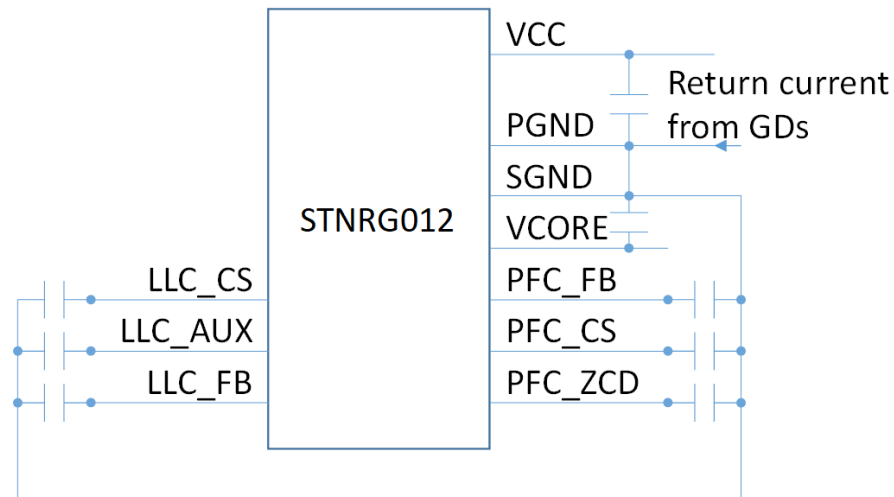 VCC
Return current
from GDs
PGND
SGND
STNRG012
VCORE
LLC_CS
PFC_FB
LLC_AUX
PFC_CS
LLC_FB
PFC_ZCD